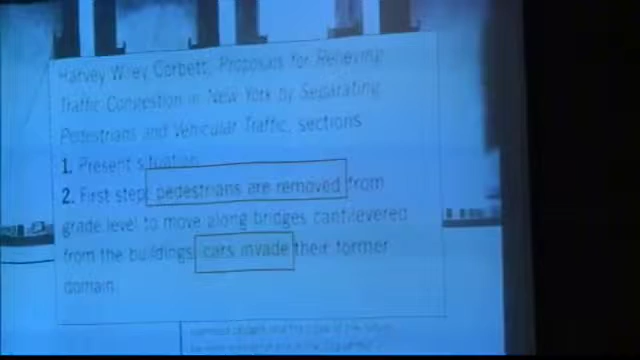 Harvey Wiley Corbett, Proposals for Relieving
Traffic Congestion in New York by Separating
Pedestrians and Vehicular Traffic, sections
1. Present situation
2. First step: pedestrians are removed from
grade level to move along bridges cantilevered
from the buildings, cars invade their former
domain